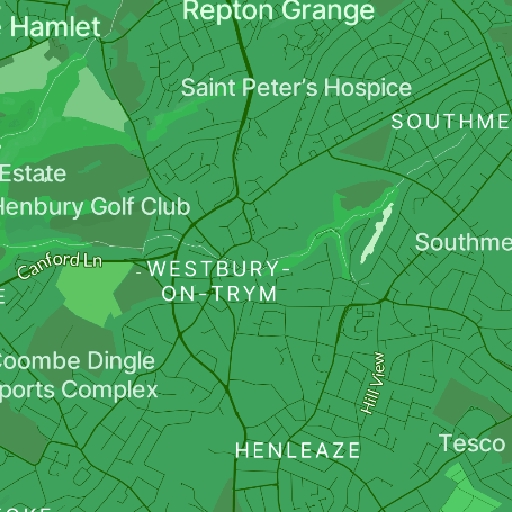 Repton Grange
Hamlet
Saint Peter's Hospice
SOUTHME
Estate
Henbury Golf Club
Southme
Canford Ln
WESTBURY-
ON-TRYM
Coombe Dingle
ports Complex
Hill View
HENLEAZE
Tesco